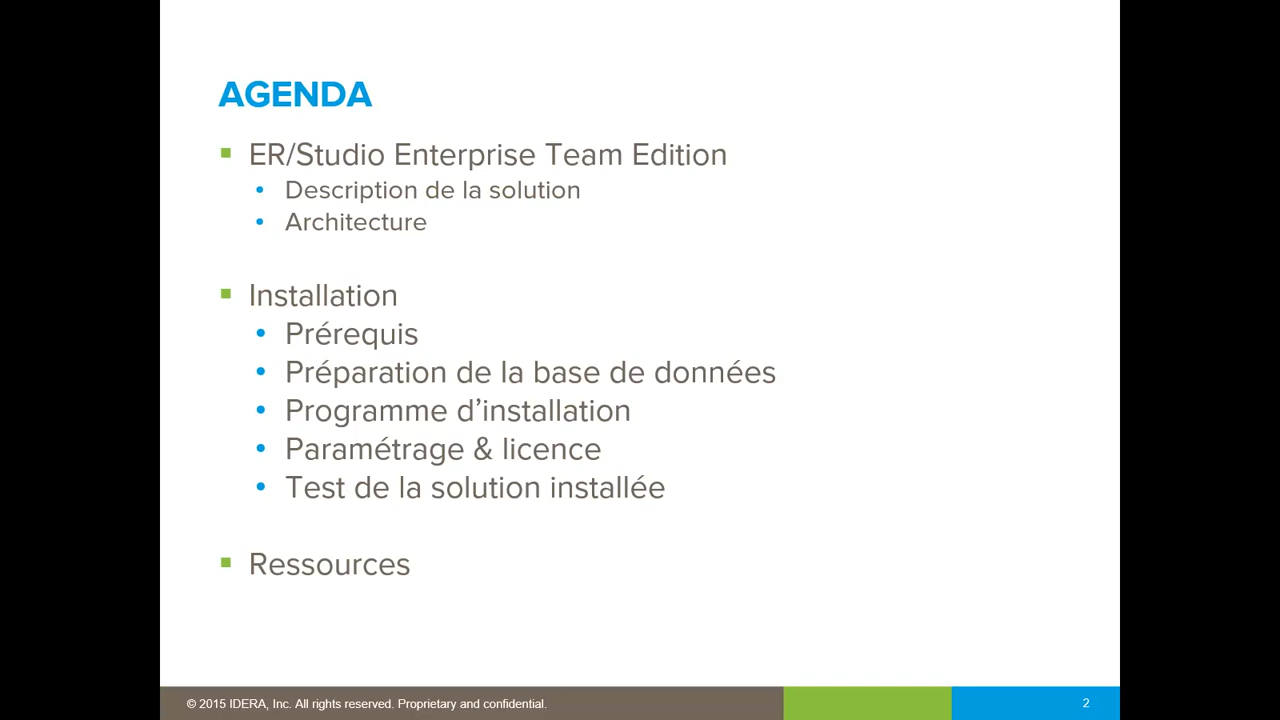 AGENDA
ER/Studio Enterprise Team Edition
Description de la solution
Architecture
Installation
Prérequis
Préparation de la base de données
Programme d’installation
Paramétrage & licence
Test de la solution installée
Ressources
© 2015 IDERA, Inc. All rights reserved. Proprietary and confidential.
2